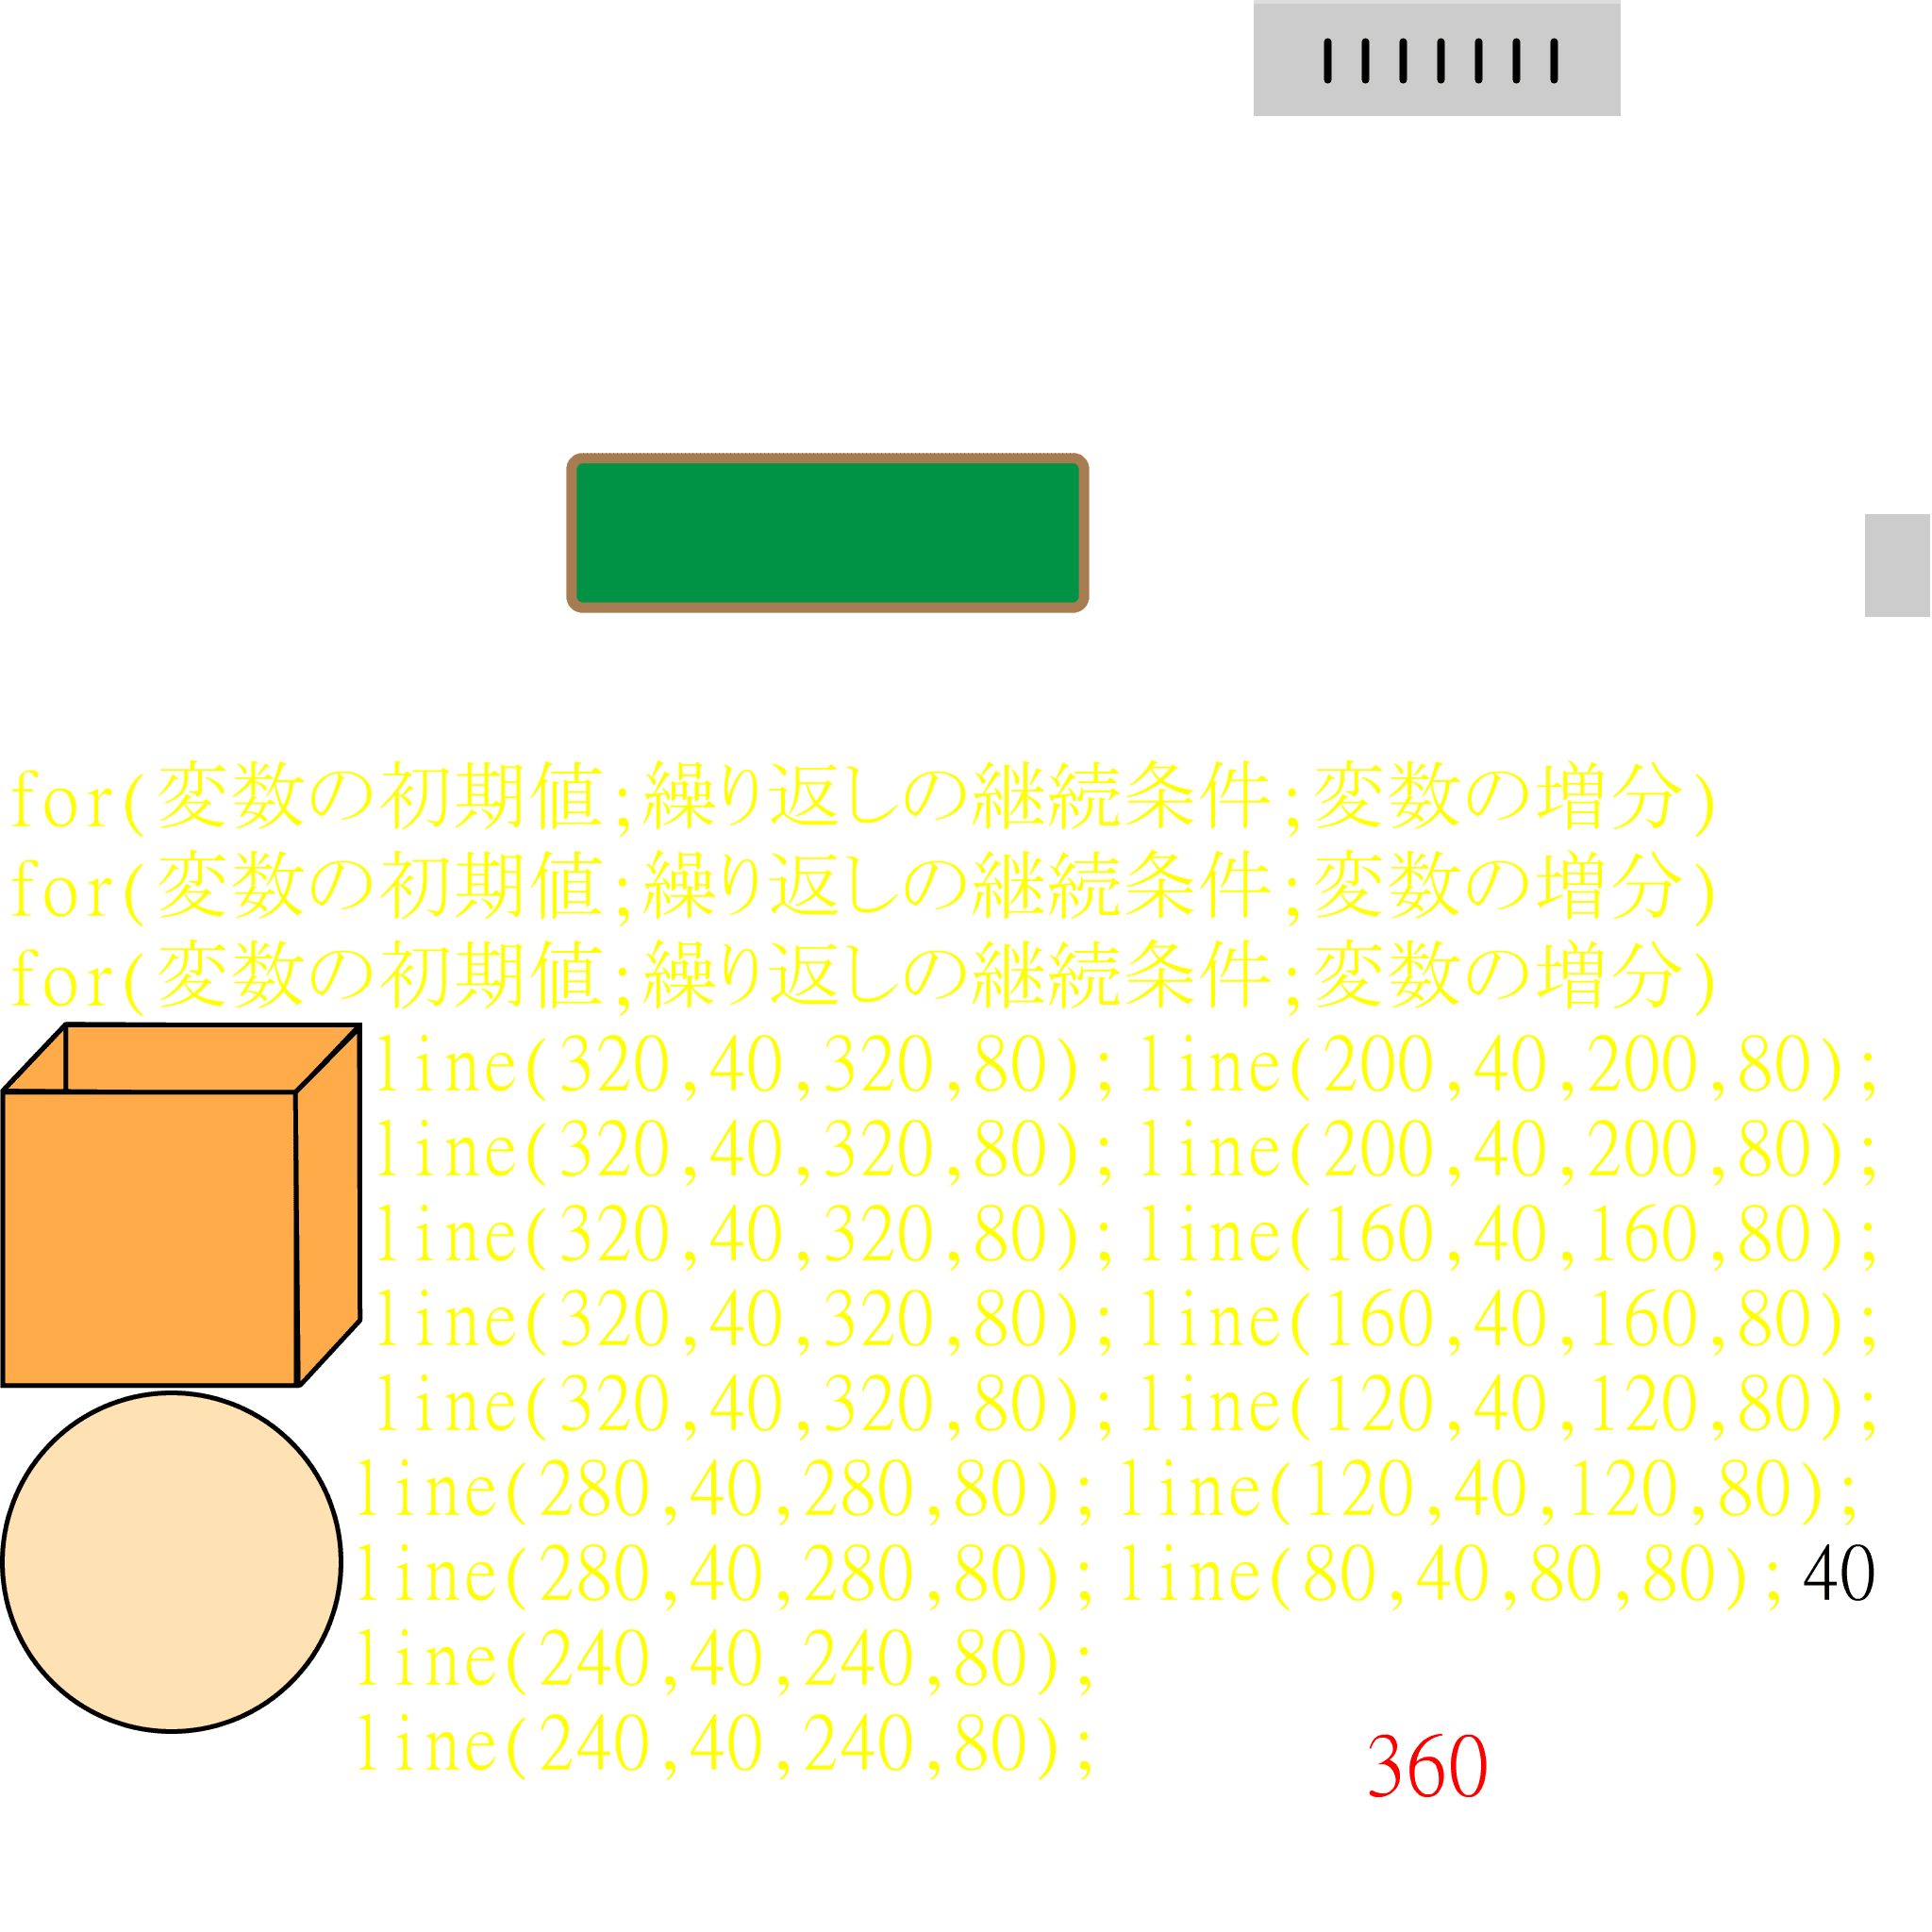 for(変数の初期値;繰り返しの継続条件;変数の増分)
for(変数の初期値;繰り返しの継続条件;変数の増分)
for(変数の初期値;繰り返しの継続条件;変数の増分)
line(320,40,320,80); line(200,40,200,80);
line(320,40,320,80); line(200,40,200,80);
line(320,40,320,80); line(160,40,160,80);
line(320,40,320,80); line(160,40,160,80);
line(320,40,320,80); line(120,40,120,80);
line(280,40,280,80); line(120,40,120,80);
line(280,40,280,80); line(80,40,80,80); 40
line(240,40,240,80);
line(240,40,240,80);
360